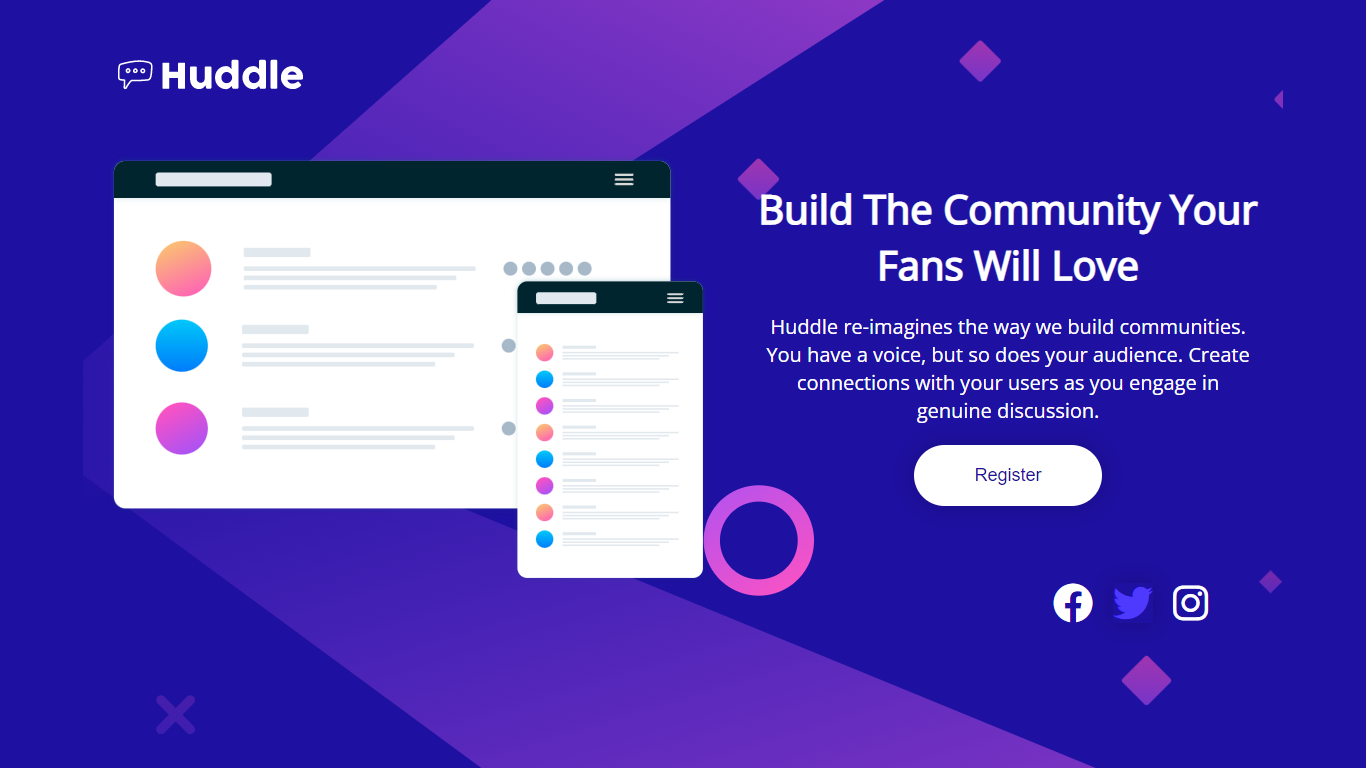 Huddle
Build The Community Your
Fans Will Love
Huddle re-imagines the way we build communities.
You have a voice, but so does your audience. Create
connections with your users as you engage in
genuine discussion.
Register